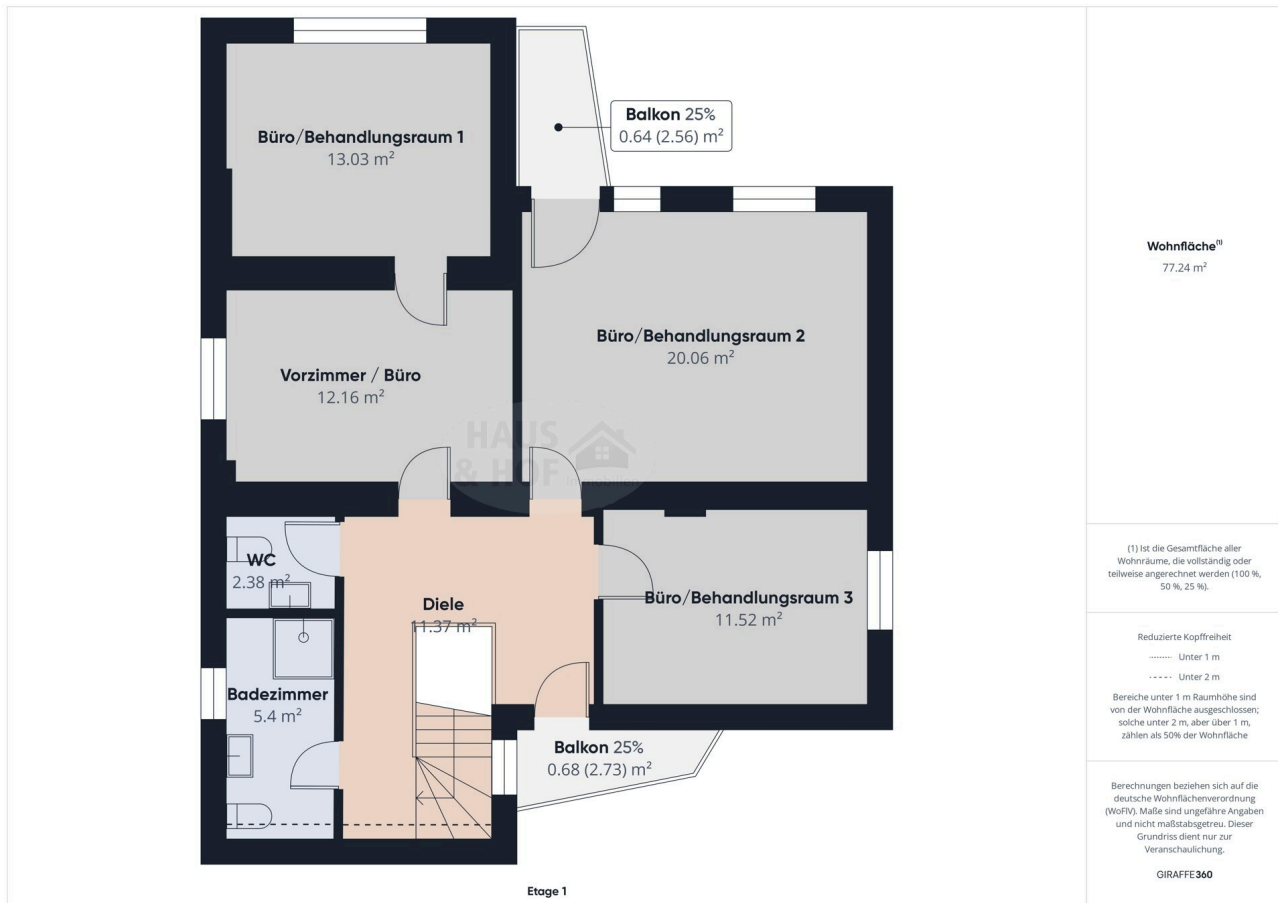 Balkon 25%
0.64 (2.56) m²
Büro/Behandlungsraum 1
13.03 m²
Büro/Behandlungsraum 2
20.06 m²
Vorzimmer / Büro
12.16 m²
HAUS
& HOF Immobilien
WC
2.38 m²
Diele
11.37 m²
Büro/Behandlungsraum 3
11.52 m²
Badezimmer
5.4 m²
Balkon 25%
0.68 (2.73) m²
Etage 1
Wohnfläche⁽¹⁾
77.24 m²
(1) Ist die Gesamtfläche aller
Wohnräume, die vollständig oder
teilweise angerechnet werden (100 %,
50 %, 25 %).
Reduzierte Kopffreiheit
Unter 1 m
Unter 2 m
Bereiche unter 1 m Raumhöhe sind
von der Wohnfläche ausgeschlossen;
solche unter 2 m, aber über 1 m,
zählen als 50% der Wohnfläche
Berechnungen beziehen sich auf die
deutsche Wohnflächenverordnung
(WoFlV). Maße sind ungefähre Angaben
und nicht maßstabsgetreu. Dieser
Grundriss dient nur zur
Veranschaulichung.
GIRAFFE360